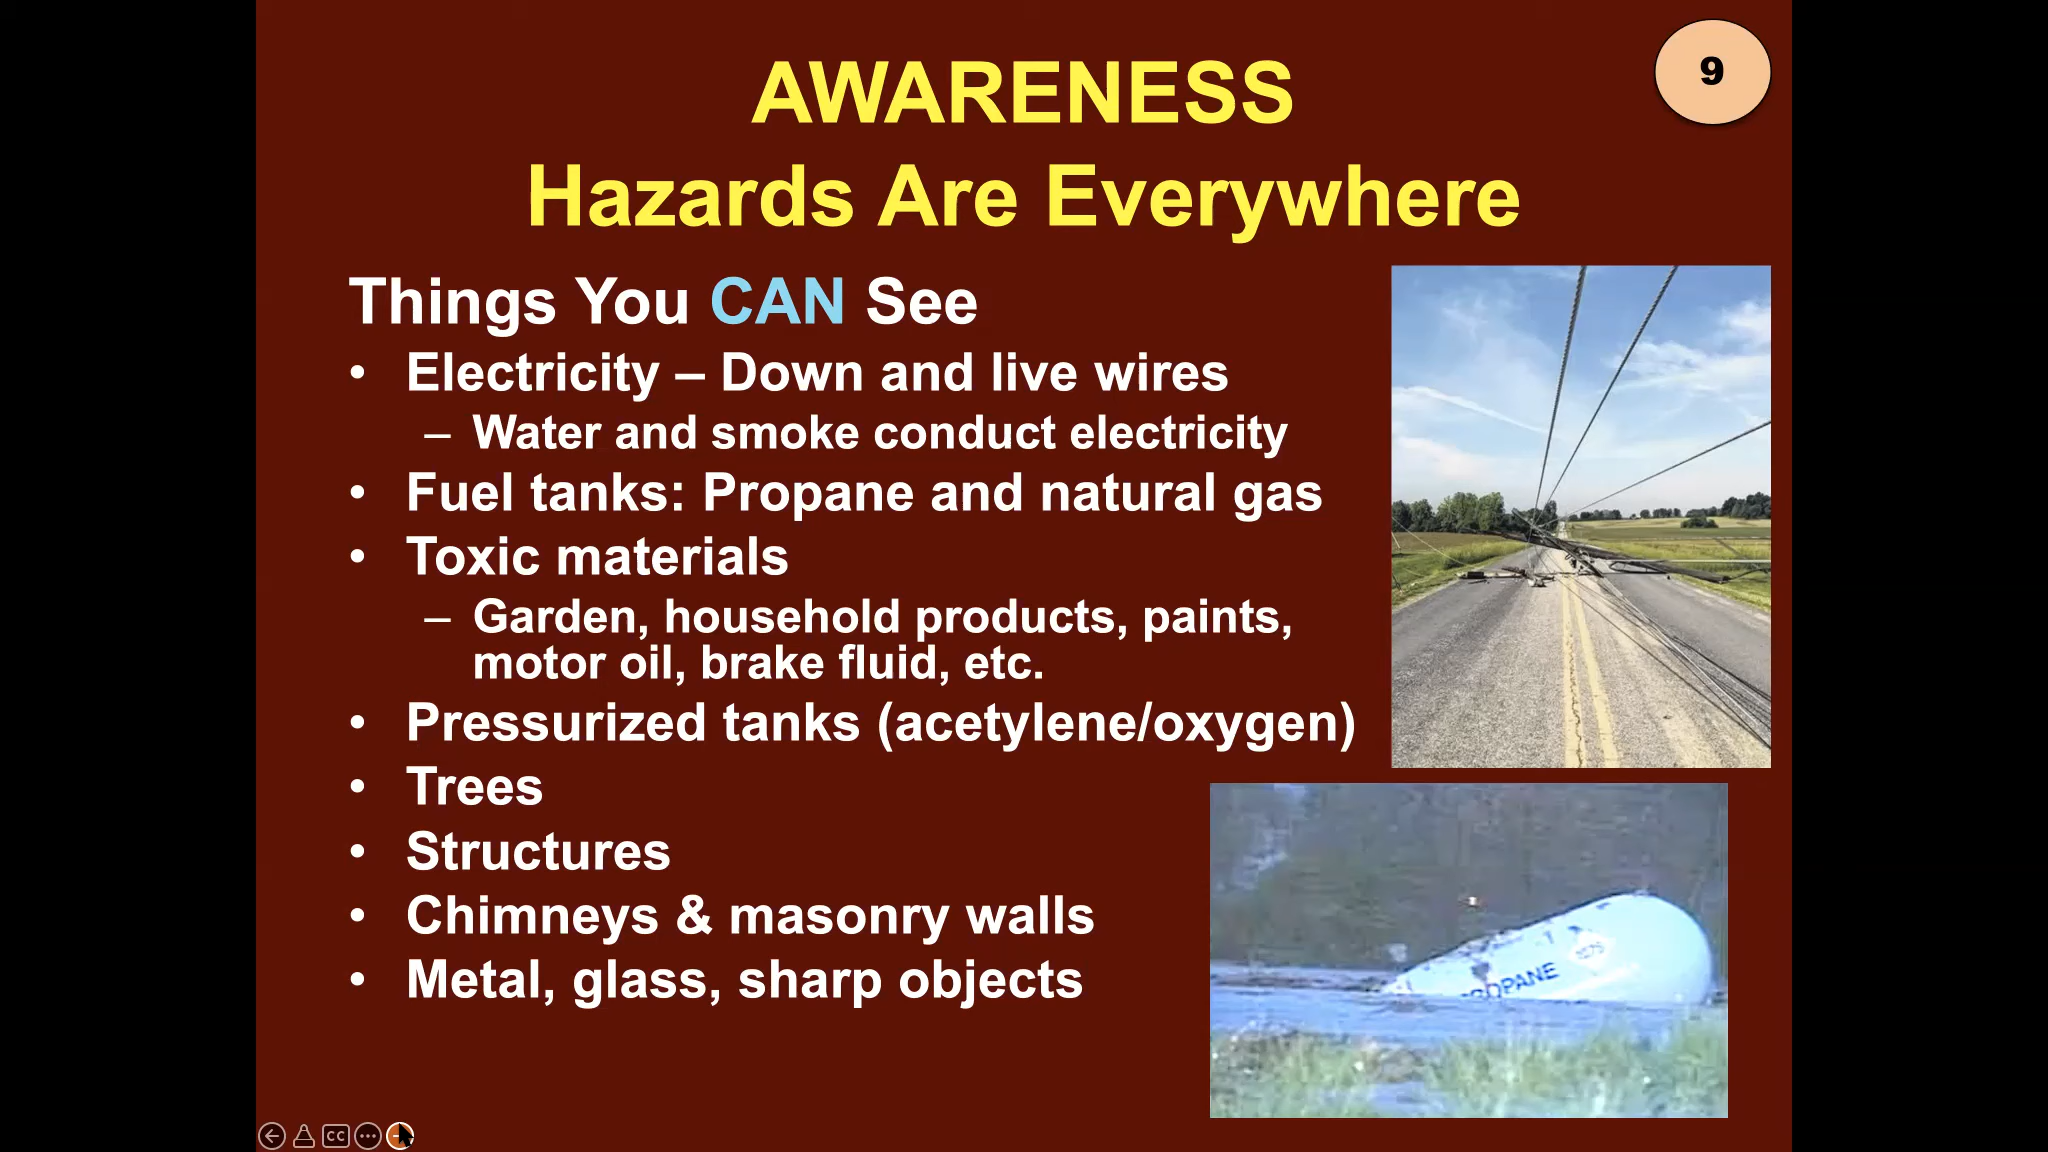 AWARENESS
9
Hazards Are Everywhere
Things You CAN See
• Electricity – Down and live wires
– Water and smoke conduct electricity
• Fuel tanks: Propane and natural gas
• Toxic materials
– Garden, household products, paints,
motor oil, brake fluid, etc.
• Pressurized tanks (acetylene/oxygen)
• Trees
• Structures
• Chimneys & masonry walls
• Metal, glass, sharp objects
PROPANE
CC